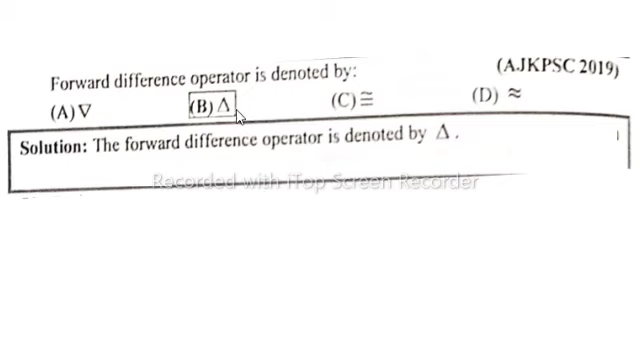 (AJKPSC 2019)
Forward difference operator is denoted by:
(A) ∇ (B) Δ (C) ≅ (D) ≈
Solution: The forward difference operator is denoted by Δ.
Recorded with iTop Screen Recorder